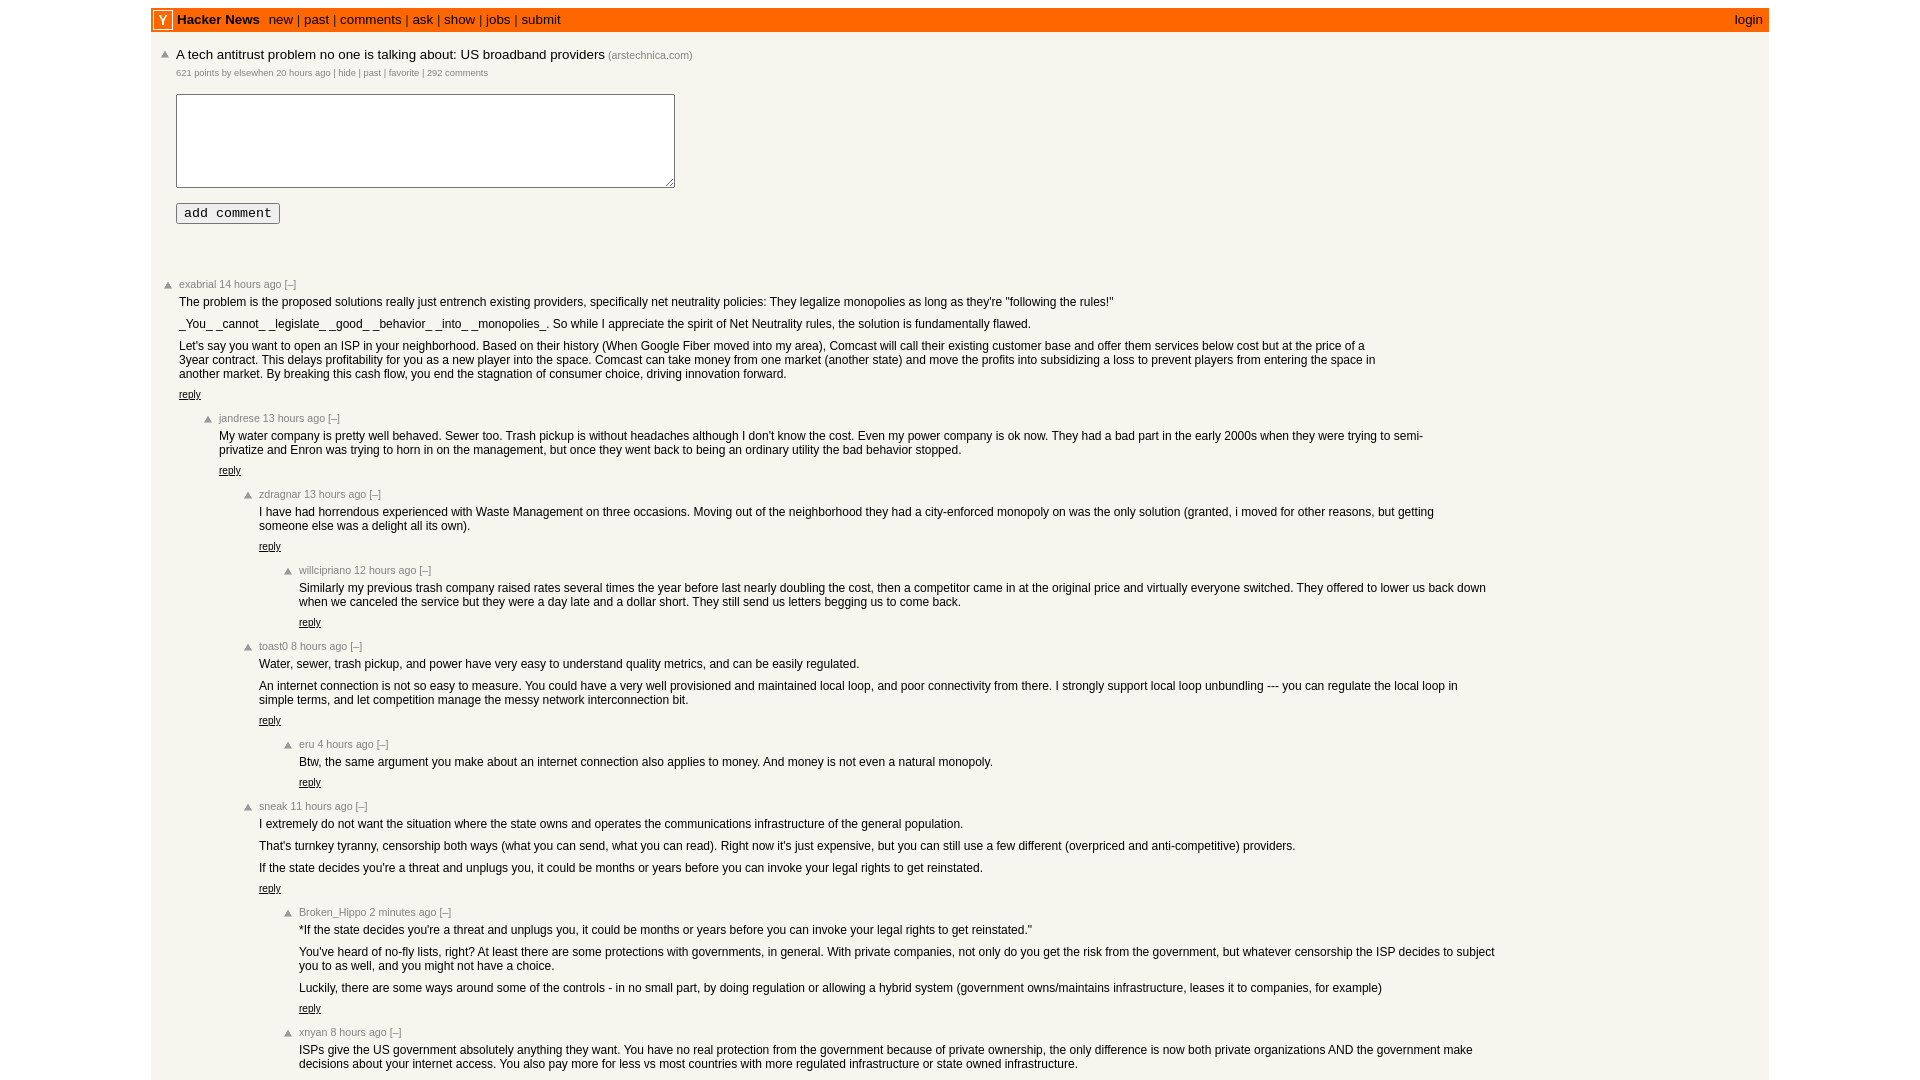 Y Hacker News new | past | comments | ask | show | jobs | submit login
A tech antitrust problem no one is talking about: US broadband providers (arstechnica.com)
621 points by elsewhen 20 hours ago | hide | past | favorite | 292 comments
add comment
exabrial 14 hours ago [–]
The problem is the proposed solutions really just entrench existing providers, specifically net neutrality policies: They legalize monopolies as long as they're "following the rules!"
_You_ _cannot_ _legislate_ _good_ _behavior_ _into_ _monopolies_. So while I appreciate the spirit of Net Neutrality rules, the solution is fundamentally flawed.
Let's say you want to open an ISP in your neighborhood. Based on their history (When Google Fiber moved into my area), Comcast will call their existing customer base and offer them services below cost but at the price of a
3year contract. This delays profitability for you as a new player into the space. Comcast can take money from one market (another state) and move the profits into subsidizing a loss to prevent players from entering the space in
another market. By breaking this cash flow, you end the stagnation of consumer choice, driving innovation forward.
reply
jandrese 13 hours ago [–]
My water company is pretty well behaved. Sewer too. Trash pickup is without headaches although I don't know the cost. Even my power company is ok now. They had a bad part in the early 2000s when they were trying to semi-
privatize and Enron was trying to horn in on the management, but once they went back to being an ordinary utility the bad behavior stopped.
reply
zdragnar 13 hours ago [–]
I have had horrendous experienced with Waste Management on three occasions. Moving out of the neighborhood they had a city-enforced monopoly on was the only solution (granted, i moved for other reasons, but getting
someone else was a delight all its own).
reply
willcipriano 12 hours ago [–]
Similarly my previous trash company raised rates several times the year before last nearly doubling the cost, then a competitor came in at the original price and virtually everyone switched. They offered to lower us back down
when we canceled the service but they were a day late and a dollar short. They still send us letters begging us to come back.
reply
toast0 8 hours ago [–]
Water, sewer, trash pickup, and power have very easy to understand quality metrics, and can be easily regulated.
An internet connection is not so easy to measure. You could have a very well provisioned and maintained local loop, and poor connectivity from there. I strongly support local loop unbundling --- you can regulate the local loop in
simple terms, and let competition manage the messy network interconnection bit.
reply
eru 4 hours ago [–]
Btw, the same argument you make about an internet connection also applies to money. And money is not even a natural monopoly.
reply
sneak 11 hours ago [–]
I extremely do not want the situation where the state owns and operates the communications infrastructure of the general population.
That's turnkey tyranny, censorship both ways (what you can send, what you can read). Right now it's just expensive, but you can still use a few different (overpriced and anti-competitive) providers.
If the state decides you're a threat and unplugs you, it could be months or years before you can invoke your legal rights to get reinstated.
reply
Broken_Hippo 2 minutes ago [–]
*If the state decides you're a threat and unplugs you, it could be months or years before you can invoke your legal rights to get reinstated."
You've heard of no-fly lists, right? At least there are some protections with governments, in general. With private companies, not only do you get the risk from the government, but whatever censorship the ISP decides to subject
you to as well, and you might not have a choice.
Luckily, there are some ways around some of the controls - in no small part, by doing regulation or allowing a hybrid system (government owns/maintains infrastructure, leases it to companies, for example)
reply
xnyan 8 hours ago [–]
ISPs give the US government absolutely anything they want. You have no real protection from the government because of private ownership, the only difference is now both private organizations AND the government make
decisions about your internet access. You also pay more for less vs most countries with more regulated infrastructure or state owned infrastructure.